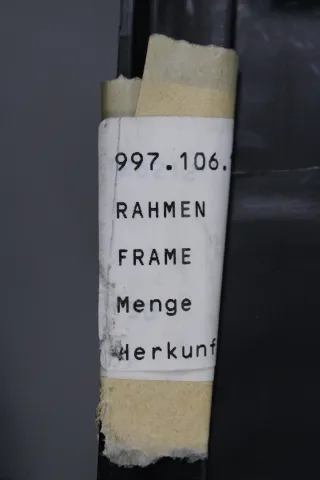 997.106.
RAHMEN
FRAME
Menge
Herkunf